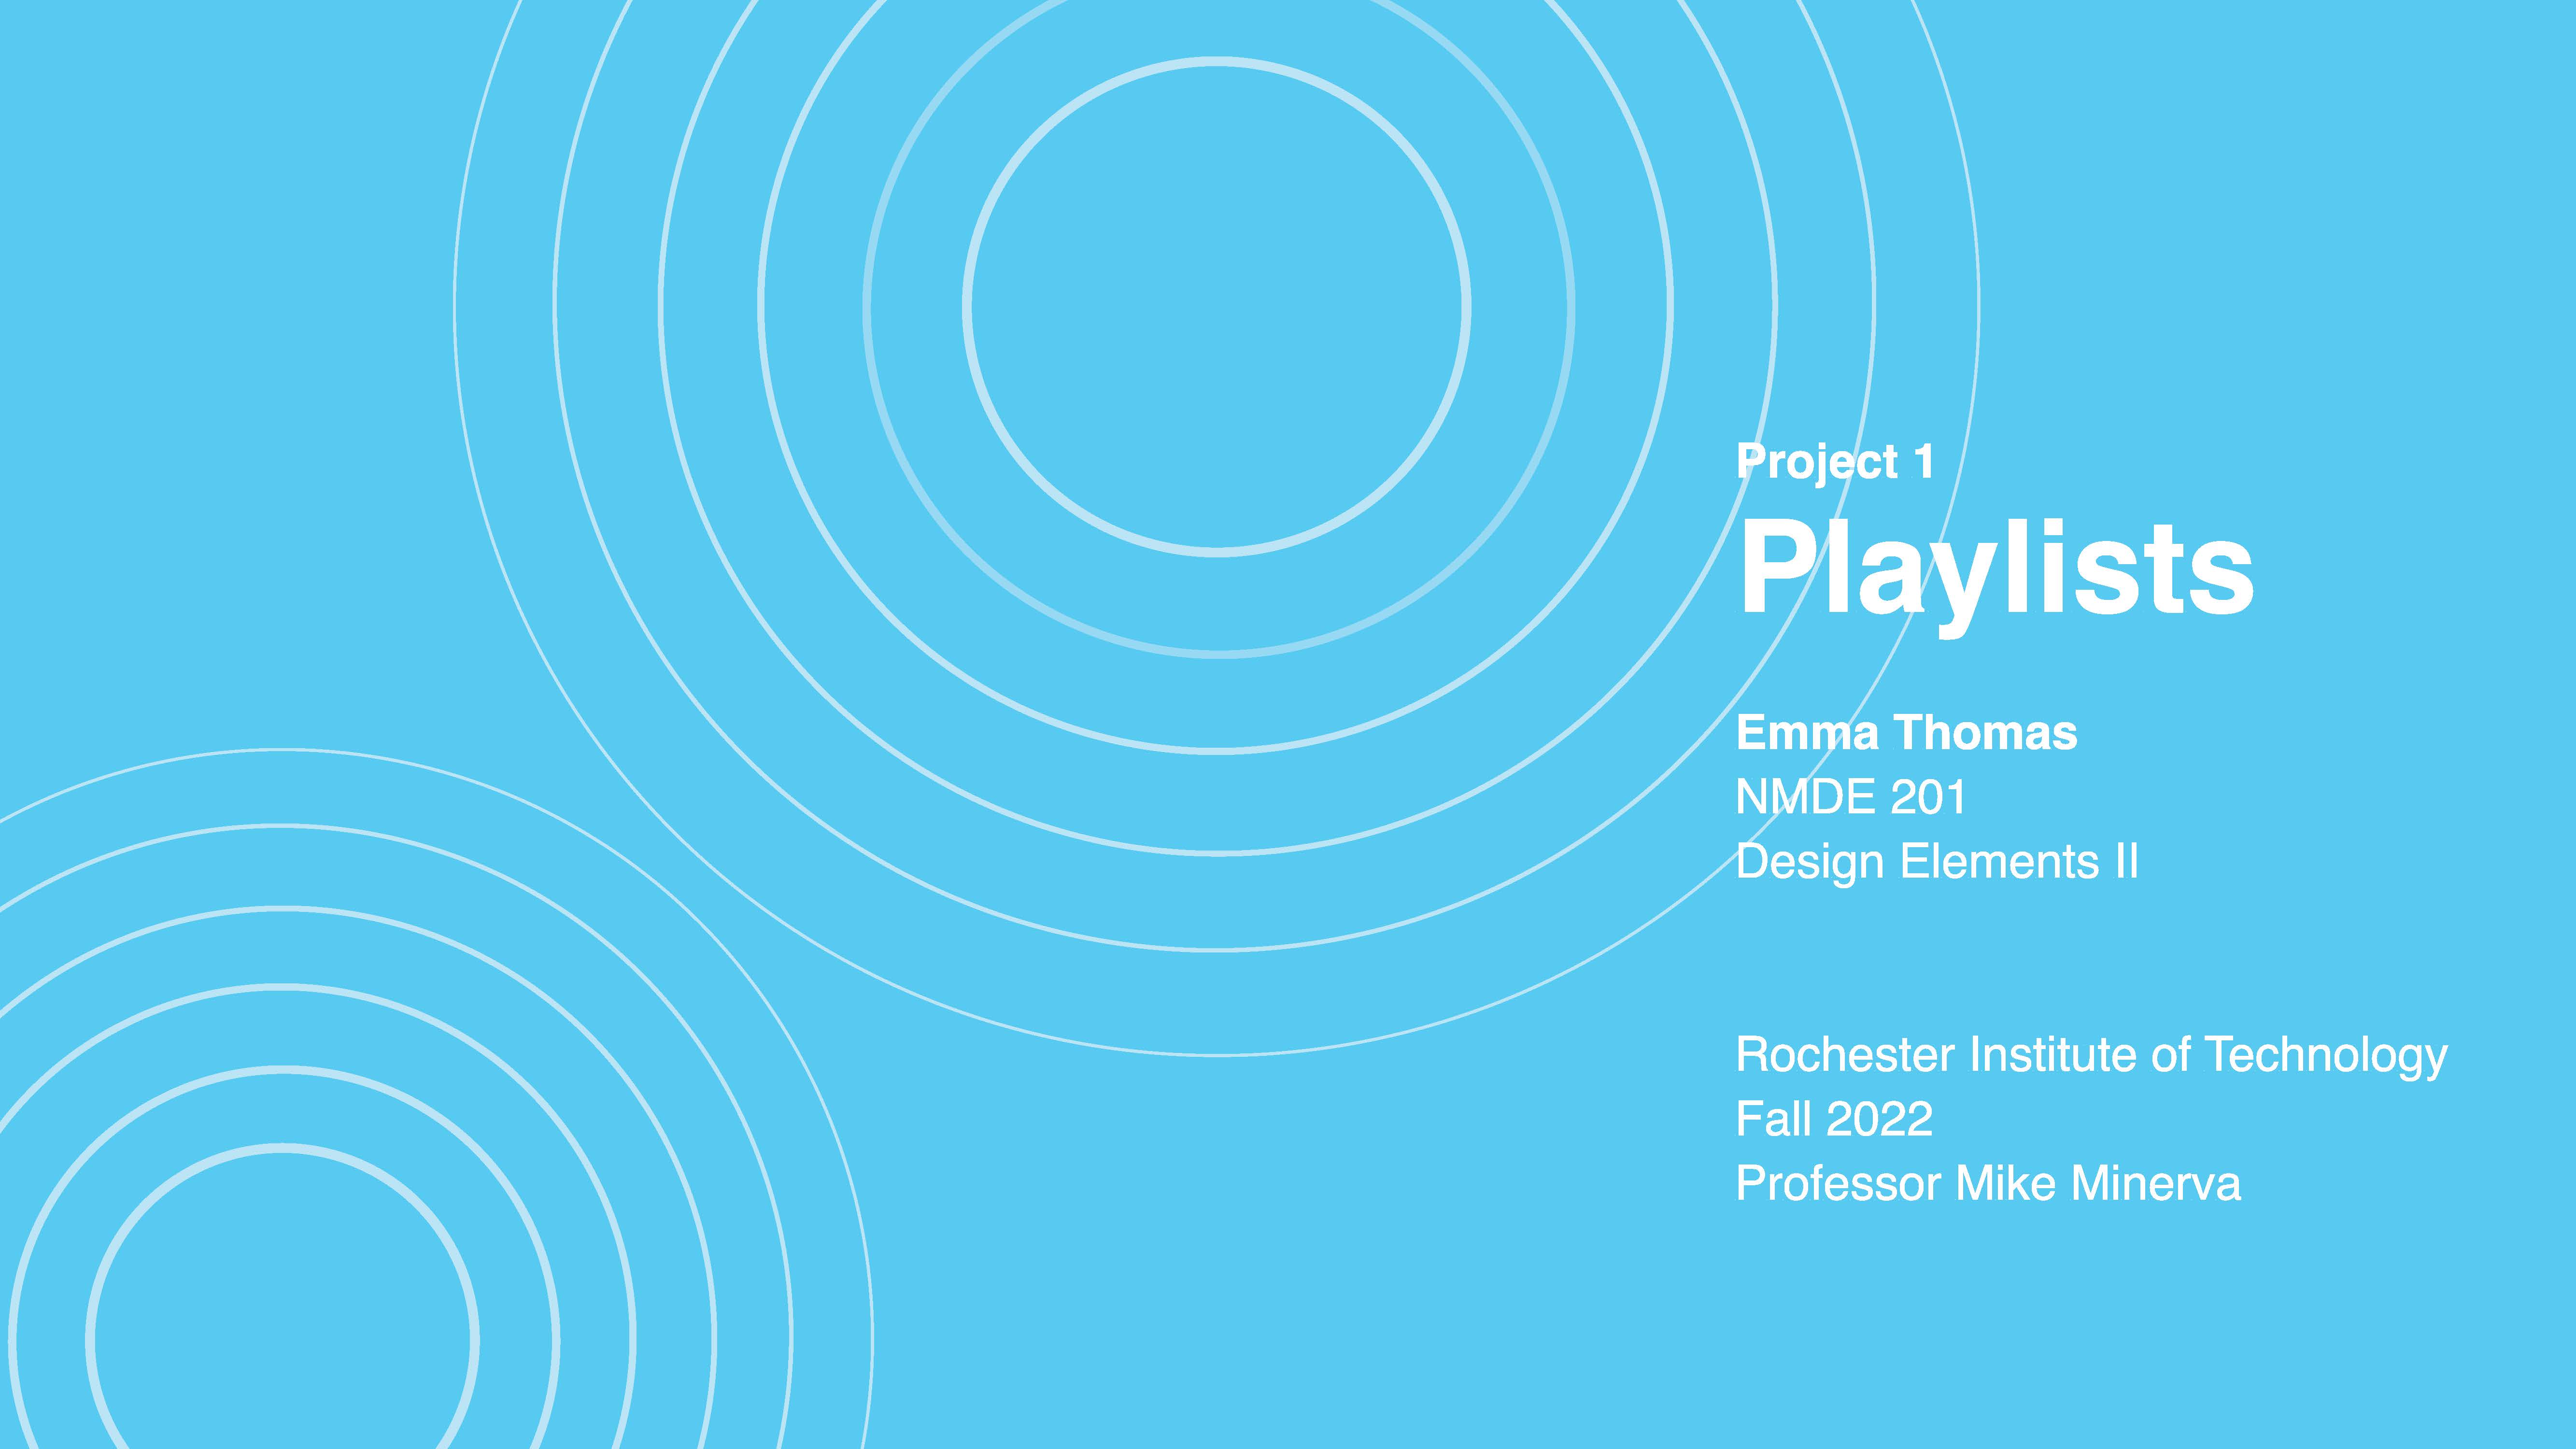 Project 1
Playlists
Emma Thomas
NMDE 201
Design Elements II
Rochester Institute of Technology
Fall 2022
Professor Mike Minerva